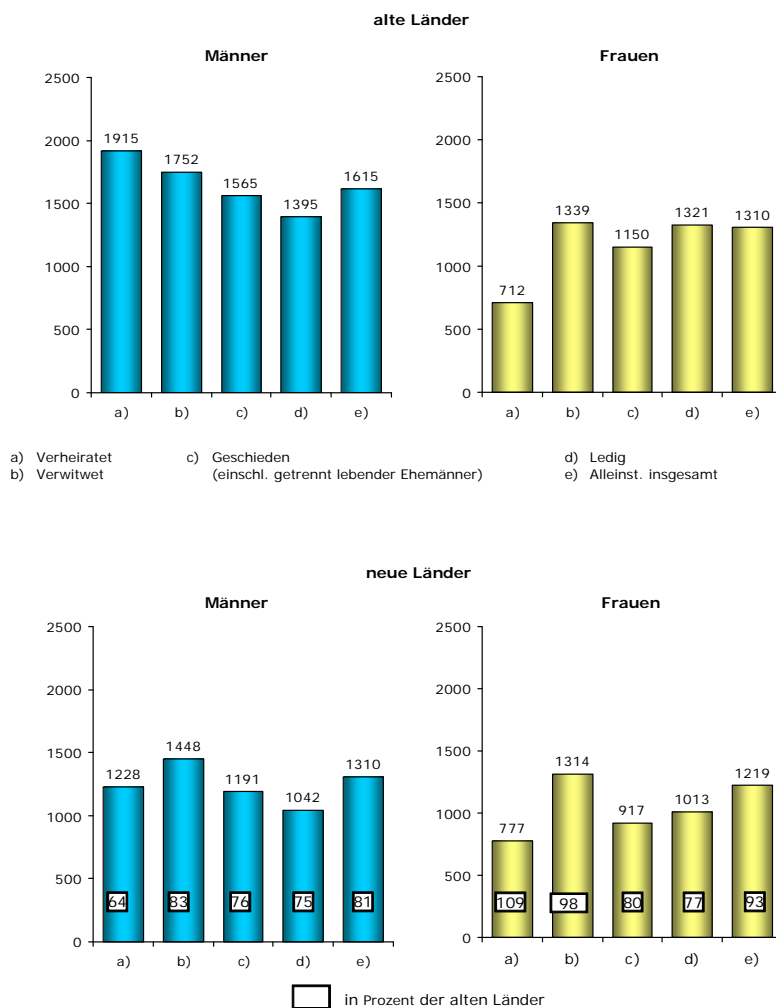 alte Länder
Männer
2500
2000
1500
1000
500
0
1915
1752
1565
1395
1615
a) b) c) d) e)
Frauen
2500
2000
1500
1000
500
0
712
1339
1150
1321
1310
a) b) c) d) e)
a) Verheiratet
b) Verwitwet
c) Geschieden
(einschl. getrennt lebender Ehemänner)
d) Ledig
e) Alleinst. insgesamt
neue Länder
Männer
2500
2000
1500
1000
500
0
1228
1448
1191
1042
1310
64 83 76 75 81
a) b) c) d) e)
Frauen
2500
2000
1500
1000
500
0
777
1314
917
1013
1219
109 98 80 77 93
a) b) c) d) e)
in Prozent der alten Länder